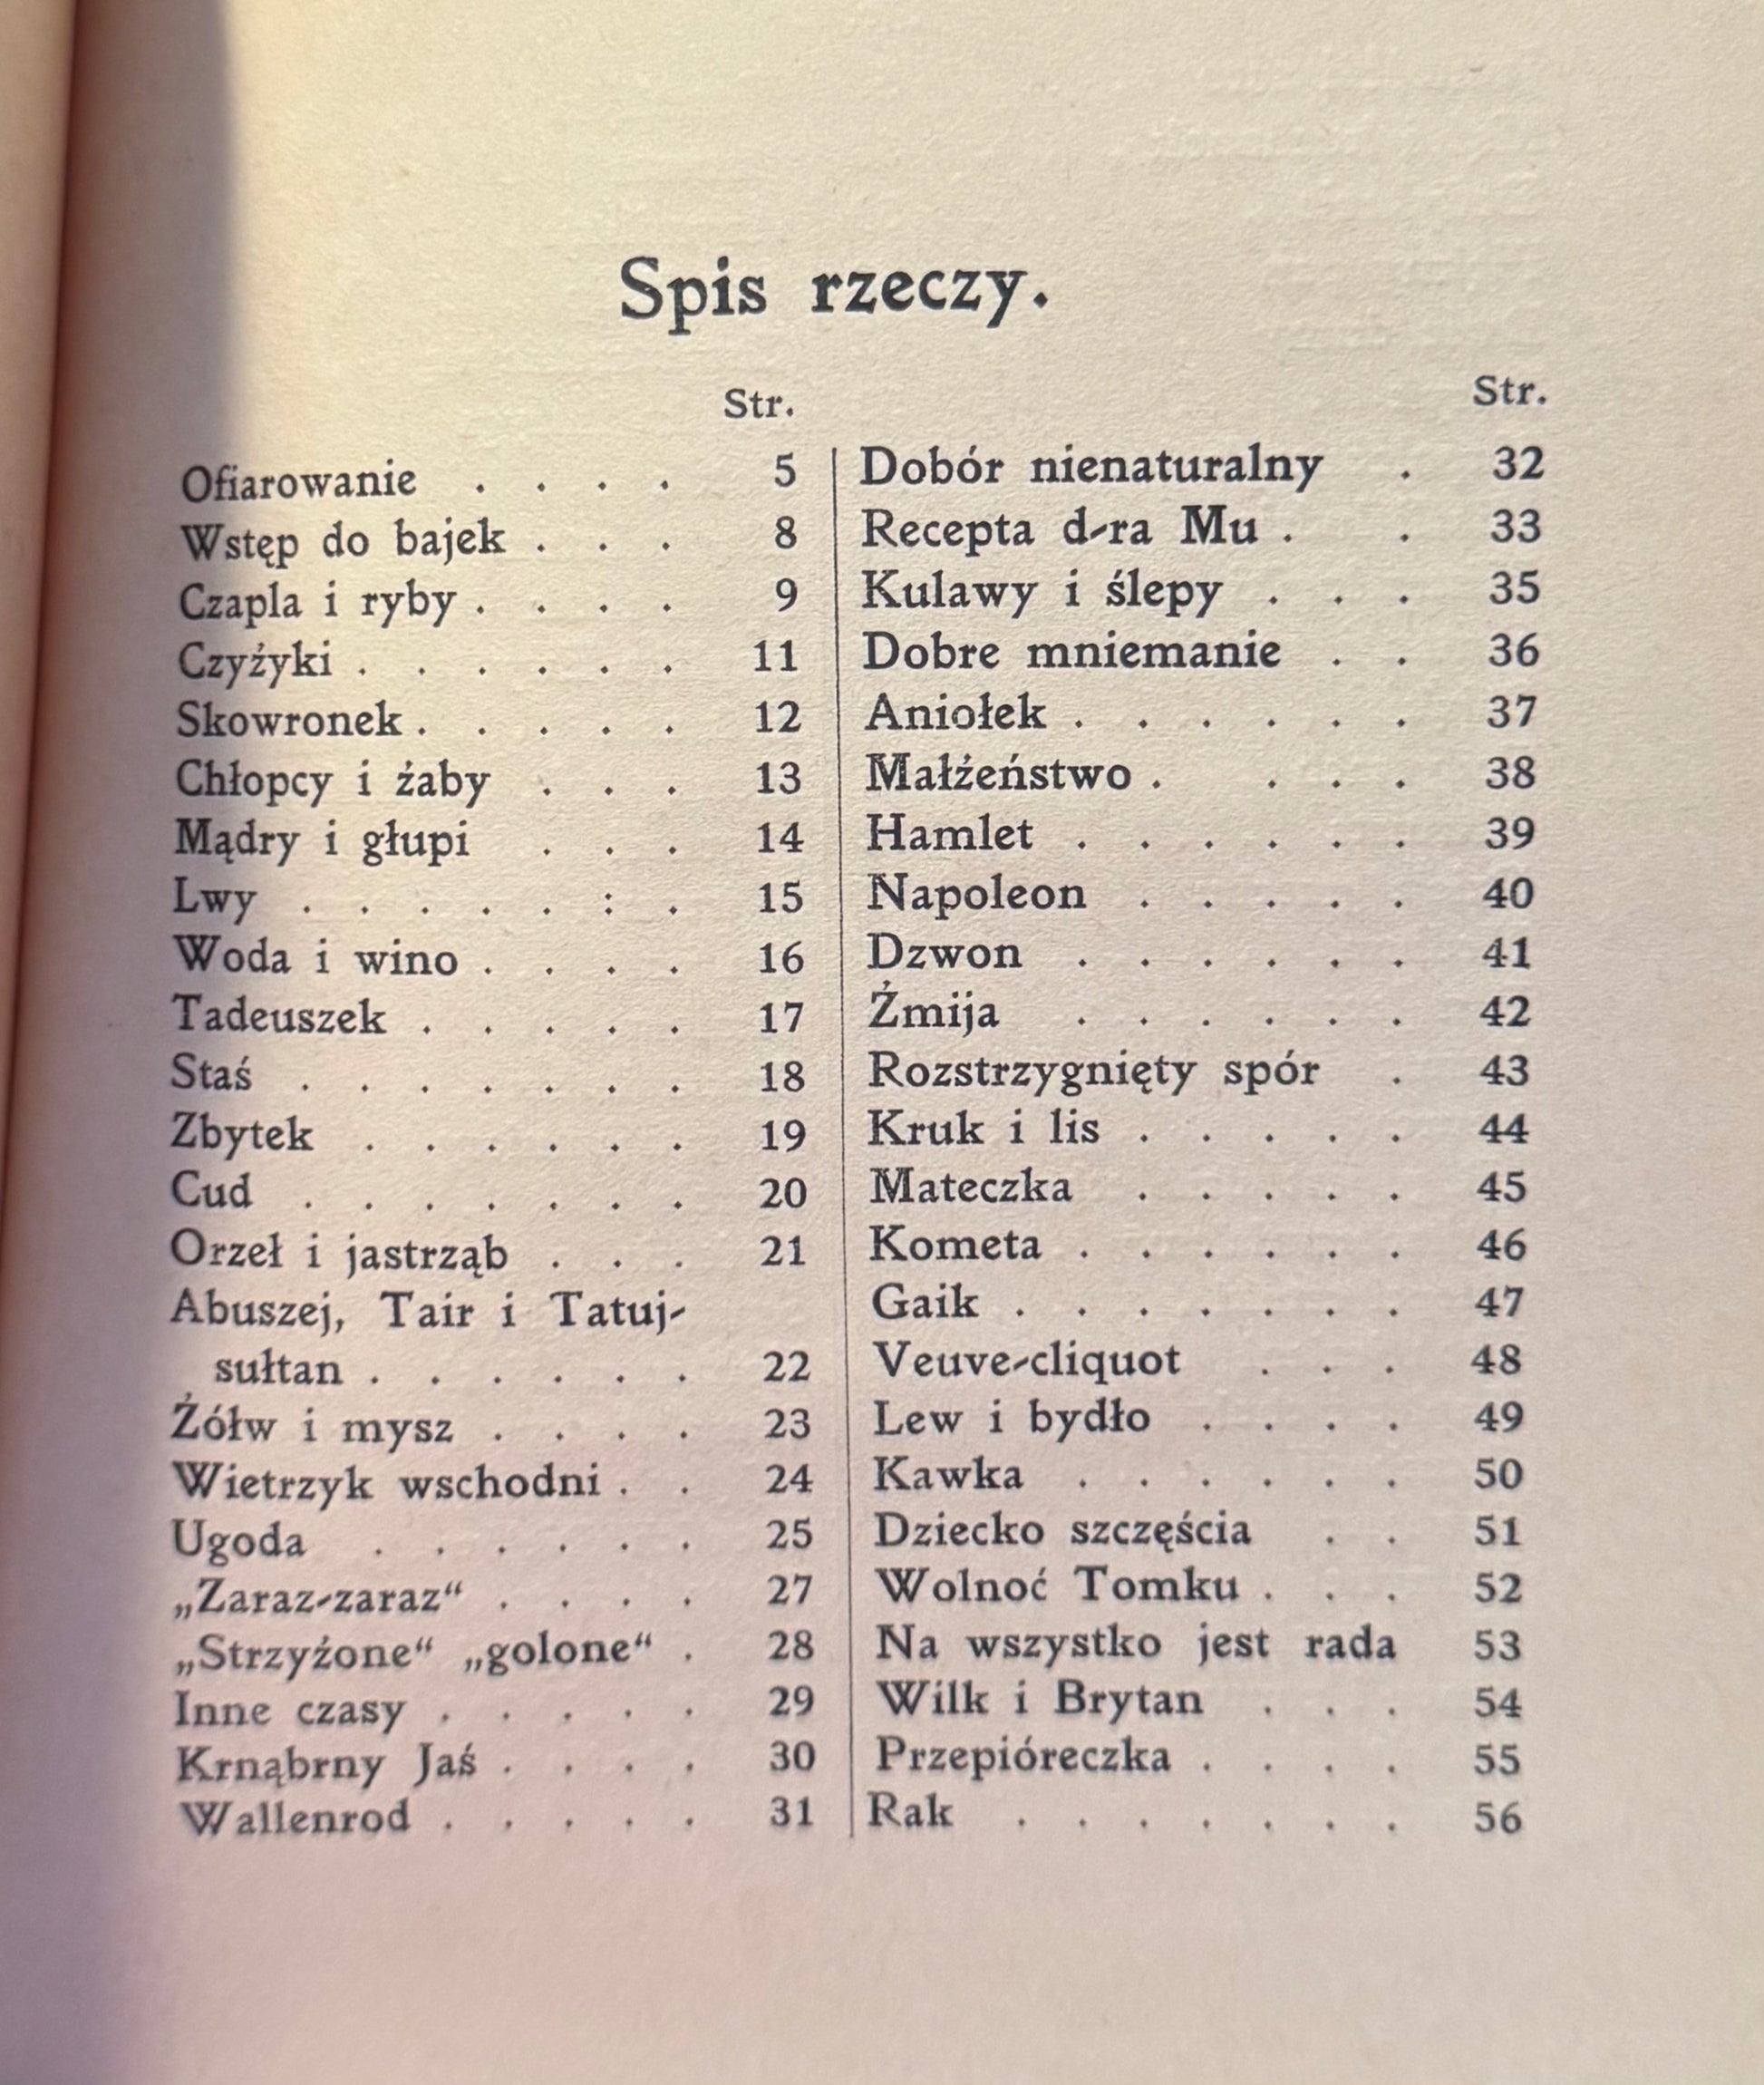 Spis rzeczy.
Str.
Ofiarowanie . . . . 5
Wstęp do bajek . . . 8
Czapla i ryby . . . . 9
Czyżyki . . . . . . 11
Skowronek . . . . . 12
Chłopcy i żaby . . . 13
Mądry i głupi . . . 14
Lwy . . . . . : . 15
Woda i wino . . . . 16
Tadeuszek . . . . . 17
Staś . . . . . . . 18
Zbytek . . . . . . 19
Cud . . . . . . . 20
Orzeł i jastrząb . . . 21
Abuszej, Tair i Tatuj-
sułtan . . . . . . 22
Żółw i mysz . . . . 23
Wietrzyk wschodni . . 24
Ugoda . . . . . . 25
„Zaraz-zaraz“ . . . . 27
„Strzyżone“ „golone“ . 28
Inne czasy . . . . . 29
Krnąbrny Jaś . . . . 30
Wallenrod . . . . . 31
Str.
Dobór nienaturalny . 32
Recepta d-ra Mu . . 33
Kulawy i ślepy . . . 35
Dobre mniemanie . . 36
Aniołek . . . . . . 37
Małżeństwo . . . . 38
Hamlet . . . . . . 39
Napoleon . . . . . 40
Dzwon . . . . . . 41
Żmija . . . . . . 42
Rozstrzygnięty spór . 43
Kruk i lis . . . . . 44
Mateczka . . . . . 45
Kometa . . . . . . 46
Gaik . . . . . . . 47
Veuve-cliquot . . . 48
Lew i bydło . . . . 49
Kawka . . . . . . 50
Dziecko szczęścia . . 51
Wolnoć Tomku . . . 52
Na wszystko jest rada 53
Wilk i Brytan . . . 54
Przepióreczka . . . . 55
Rak . . . . . . . 56